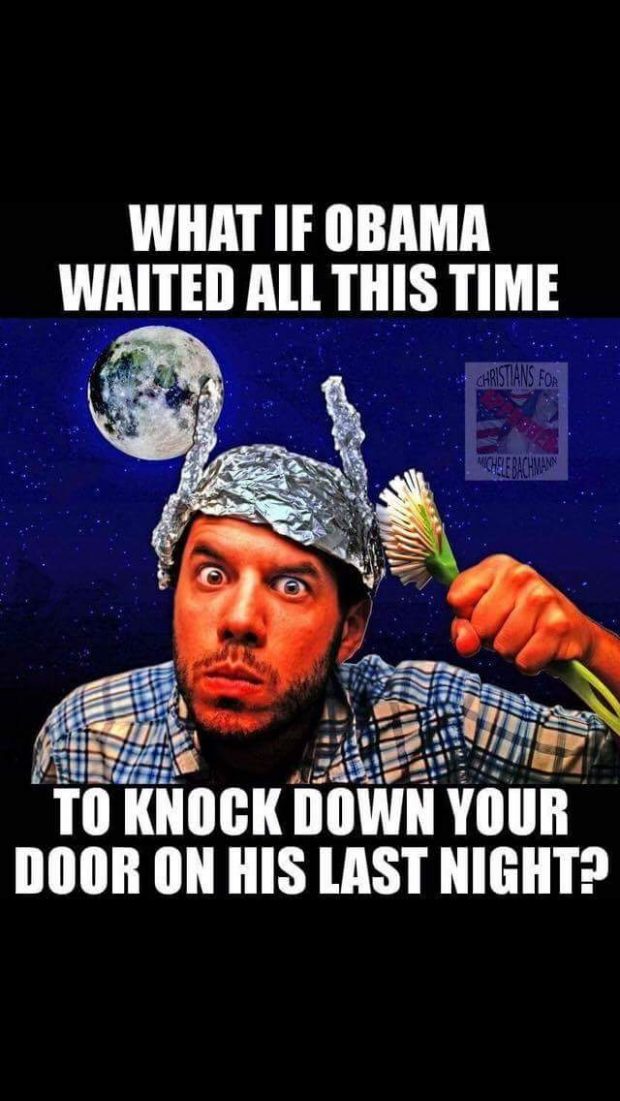 WHAT IF OBAMA
WAITED ALL THIS TIME
CHRISTIANS FOR
MICHELE BACHMANN
TO KNOCK DOWN YOUR
DOOR ON HIS LAST NIGHT?